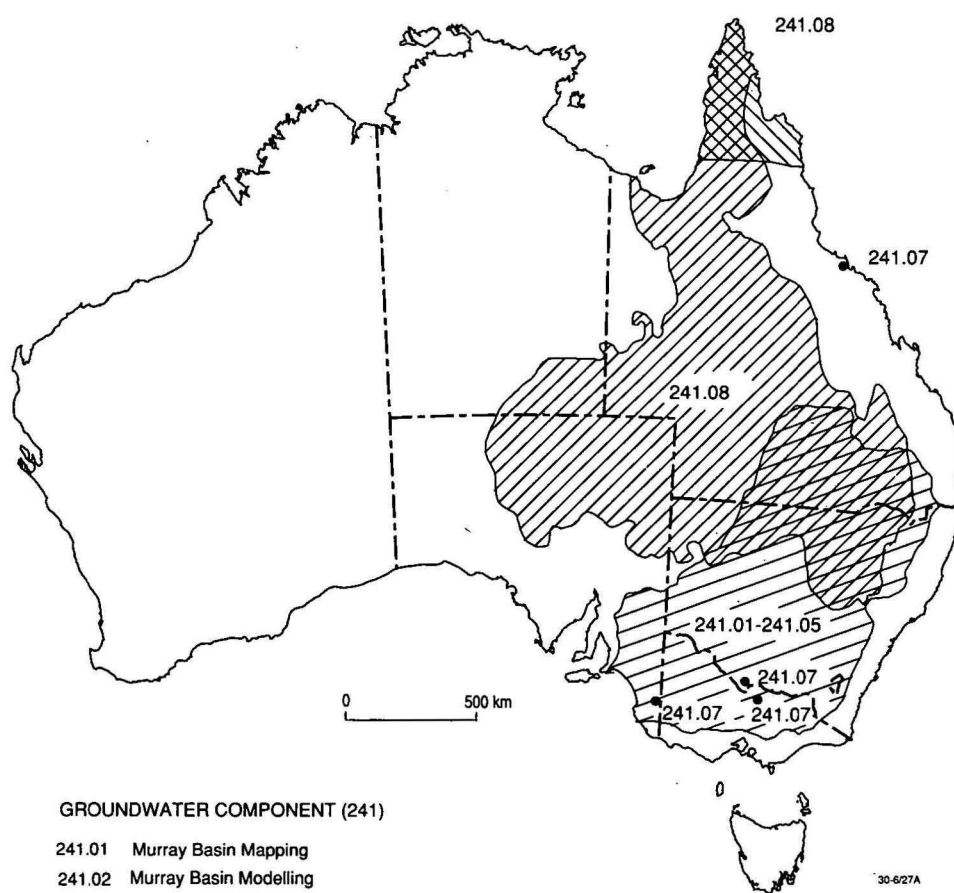 241.08
241.07
241.08
241.01-241.05
241.07
241.07
241.07
0
500 km
GROUNDWATER COMPONENT (241)
241.01 Murray Basin Mapping
241.02 Murray Basin Modelling
30-6/27A